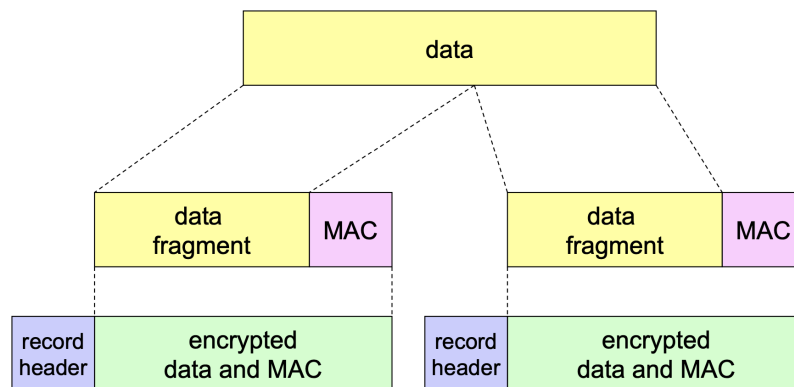 data
data
fragment
MAC
data
fragment
MAC
record
header
encrypted
data and MAC
record
header
encrypted
data and MAC